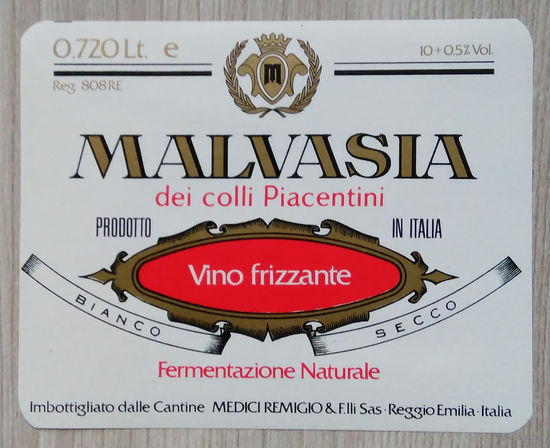 0.720 Lt. e
10 + 0.5% Vol.
Reg. 808 RE
M
MALVASIA
dei colli Piacentini
PRODOTTO IN ITALIA
Vino frizzante
BIANCO SECCO
Fermentazione Naturale
Imbottigliato dalle Cantine MEDICI REMIGIO & F.lli Sas · Reggio Emilia · Italia